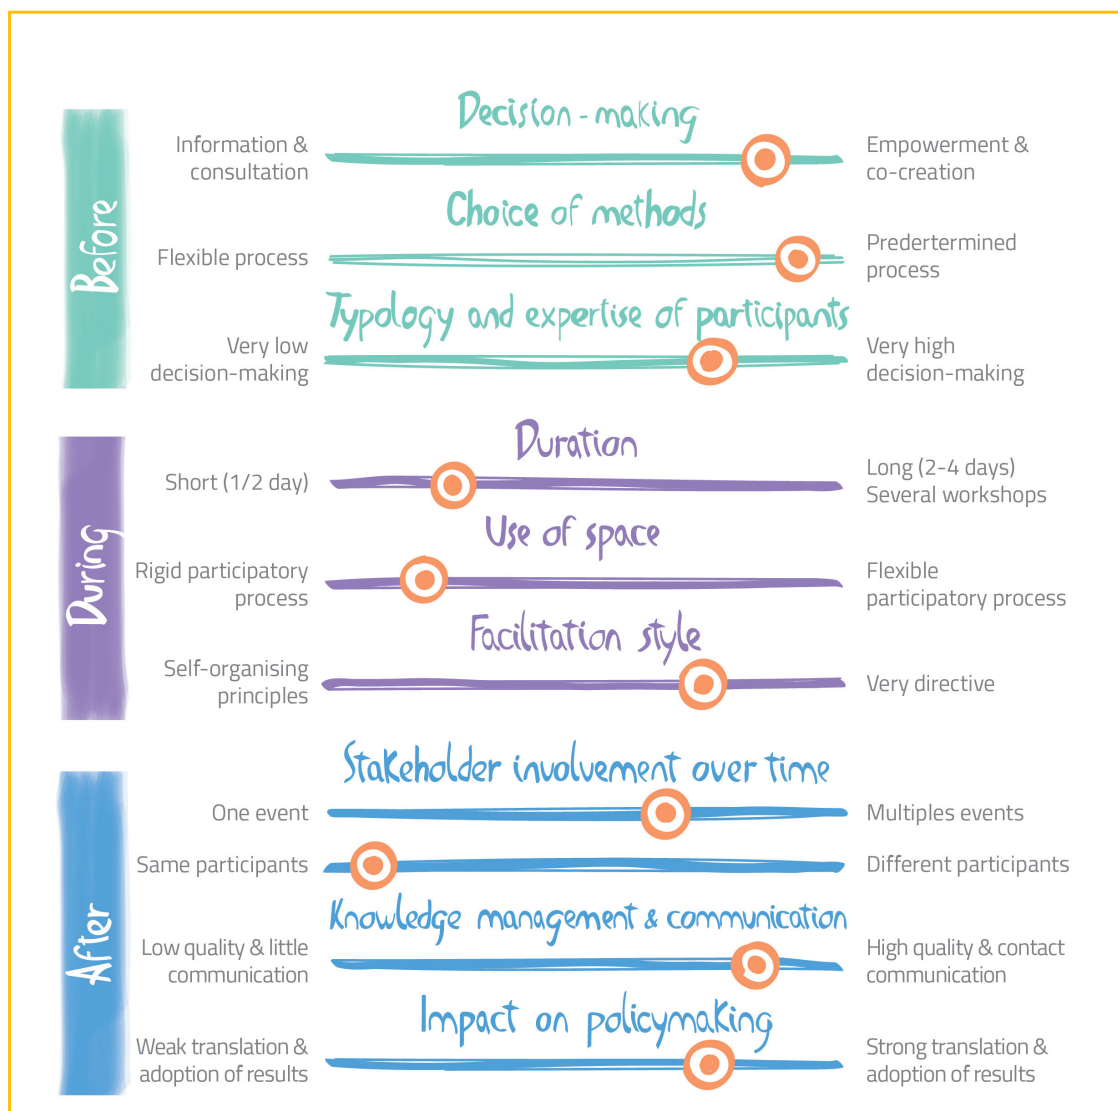 Before
Decision-making
Information &
consultation
Empowerment &
co-creation
Choice of methods
Flexible process
Predertermined
process
Typology and expertise of participants
Very low
decision-making
Very high
decision-making
During
Duration
Short (1/2 day)
Long (2-4 days)
Several workshops
Use of space
Rigid participatory
process
Flexible
participatory process
Facilitation style
Self-organising
principles
Very directive
After
Stakeholder involvement over time
One event
Multiples events
Same participants
Different participants
Knowledge management & communication
Low quality & little
communication
High quality & contact
communication
Impact on policymaking
Weak translation &
adoption of results
Strong translation &
adoption of results